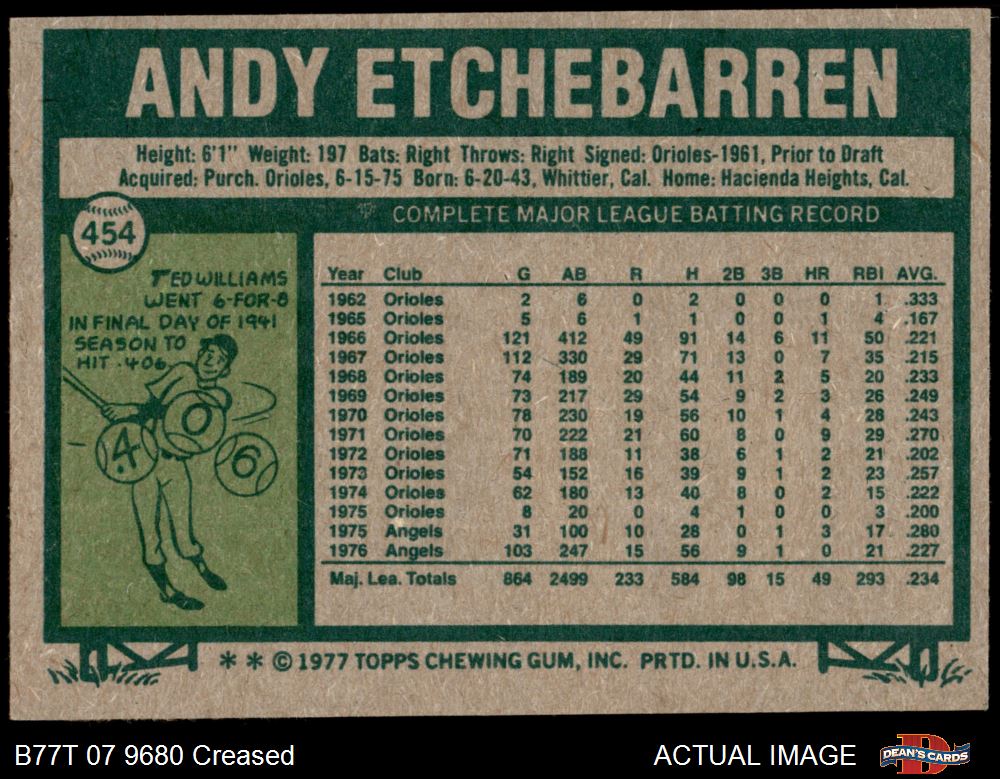 ANDY ETCHEBARREN
Height: 6'1" Weight: 197 Bats: Right Throws: Right Signed: Orioles-1961, Prior to Draft
Acquired: Purch. Orioles, 6-15-75 Born: 6-20-43, Whittier, Cal. Home: Hacienda Heights, Cal.
454
COMPLETE MAJOR LEAGUE BATTING RECORD
TED WILLIAMS
WENT 6-FOR-8
IN FINAL DAY OF 1941
SEASON TO
HIT .406
.4 0 6
Year Club G AB R H 2B 3B HR RBI AVG.
1962 Orioles 2 6 0 2 0 0 0 1 .333
1965 Orioles 5 6 1 1 0 0 1 4 .167
1966 Orioles 121 412 49 91 14 6 11 50 .221
1967 Orioles 112 330 29 71 13 0 7 35 .215
1968 Orioles 74 189 20 44 11 2 5 20 .233
1969 Orioles 73 217 29 54 9 2 3 26 .249
1970 Orioles 78 230 19 56 10 1 4 28 .243
1971 Orioles 70 222 21 60 8 0 9 29 .270
1972 Orioles 71 188 11 38 6 1 2 21 .202
1973 Orioles 54 152 16 39 9 1 2 23 .257
1974 Orioles 62 180 13 40 8 0 2 15 .222
1975 Orioles 8 20 0 4 1 0 0 3 .200
1975 Angels 31 100 10 28 0 1 3 17 .280
1976 Angels 103 247 15 56 9 1 0 21 .227
Maj. Lea. Totals 864 2499 233 584 98 15 49 293 .234
* * © 1977 TOPPS CHEWING GUM, INC. PRTD. IN U.S.A.
B77T 07 9680 Creased
ACTUAL IMAGE
DEAN'S CARDS